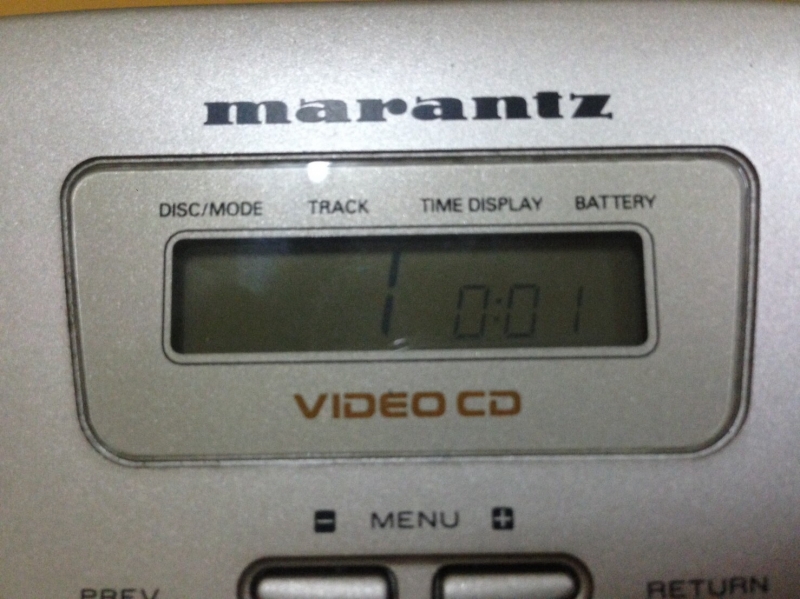 marantz
DISC/MODE TRACK TIME DISPLAY BATTERY
1 0:01
VIDEO CD
- MENU +
PREV RETURN